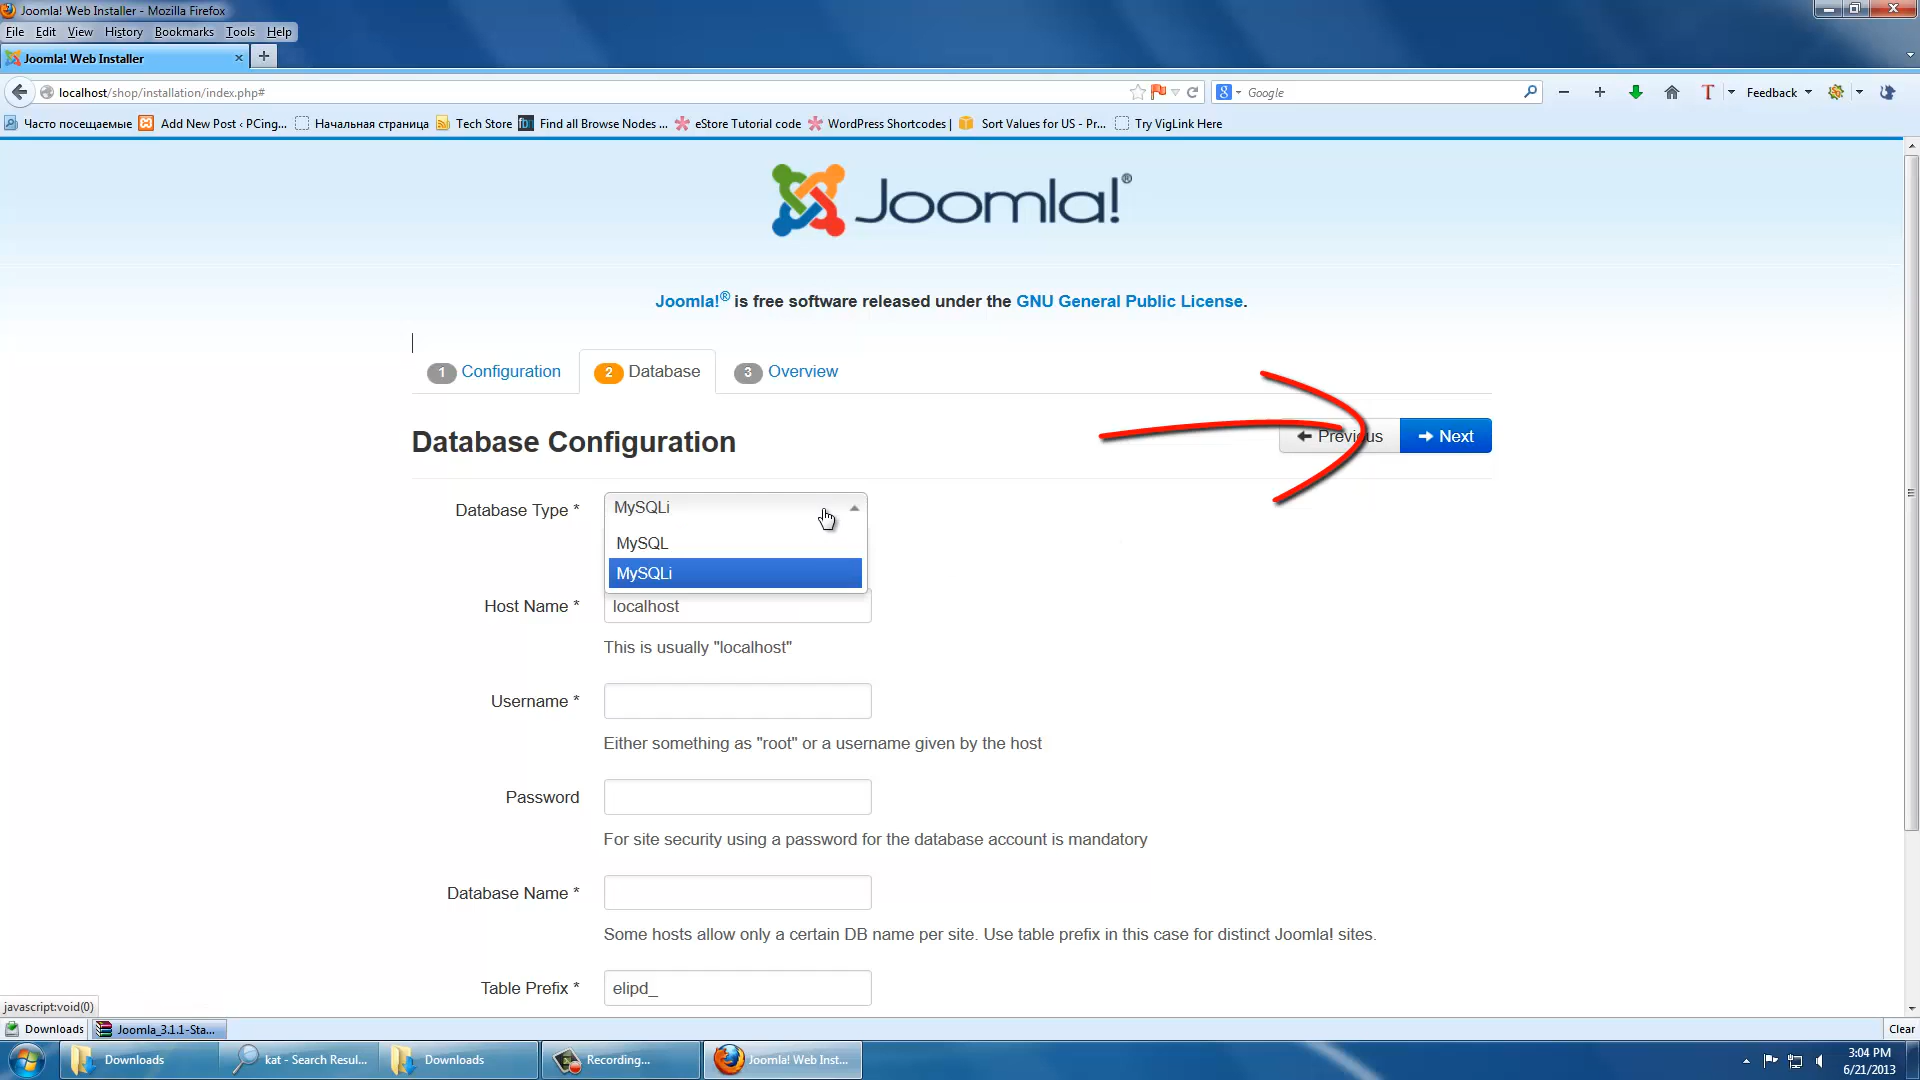 Joomla! Web Installer - Mozilla Firefox
File Edit View History Bookmarks Tools Help
Joomla! Web Installer × +
localhost/shop/installation/index.php#
8 Google
T Feedback
Часто посещаемые Add New Post ‹ PCing... Начальная страница Tech Store Find all Browse Nodes ... eStore Tutorial code WordPress Shortcodes | Sort Values for US - Pr... Try VigLink Here
Joomla!®
Joomla!® is free software released under the GNU General Public License.
1 Configuration 2 Database 3 Overview
Database Configuration
Previous Next
Database Type * MySQLi
MySQL
MySQLi
Host Name * localhost
This is usually "localhost"
Username *
Either something as "root" or a username given by the host
Password
For site security using a password for the database account is mandatory
Database Name *
Some hosts allow only a certain DB name per site. Use table prefix in this case for distinct Joomla! sites.
Table Prefix * elipd_
javascript:void(0)
Downloads Joomla_3.1.1-Sta... Clear
Downloads kat - Search Resul... Downloads Recording... Joomla! Web Inst...
3:04 PM
6/21/2013